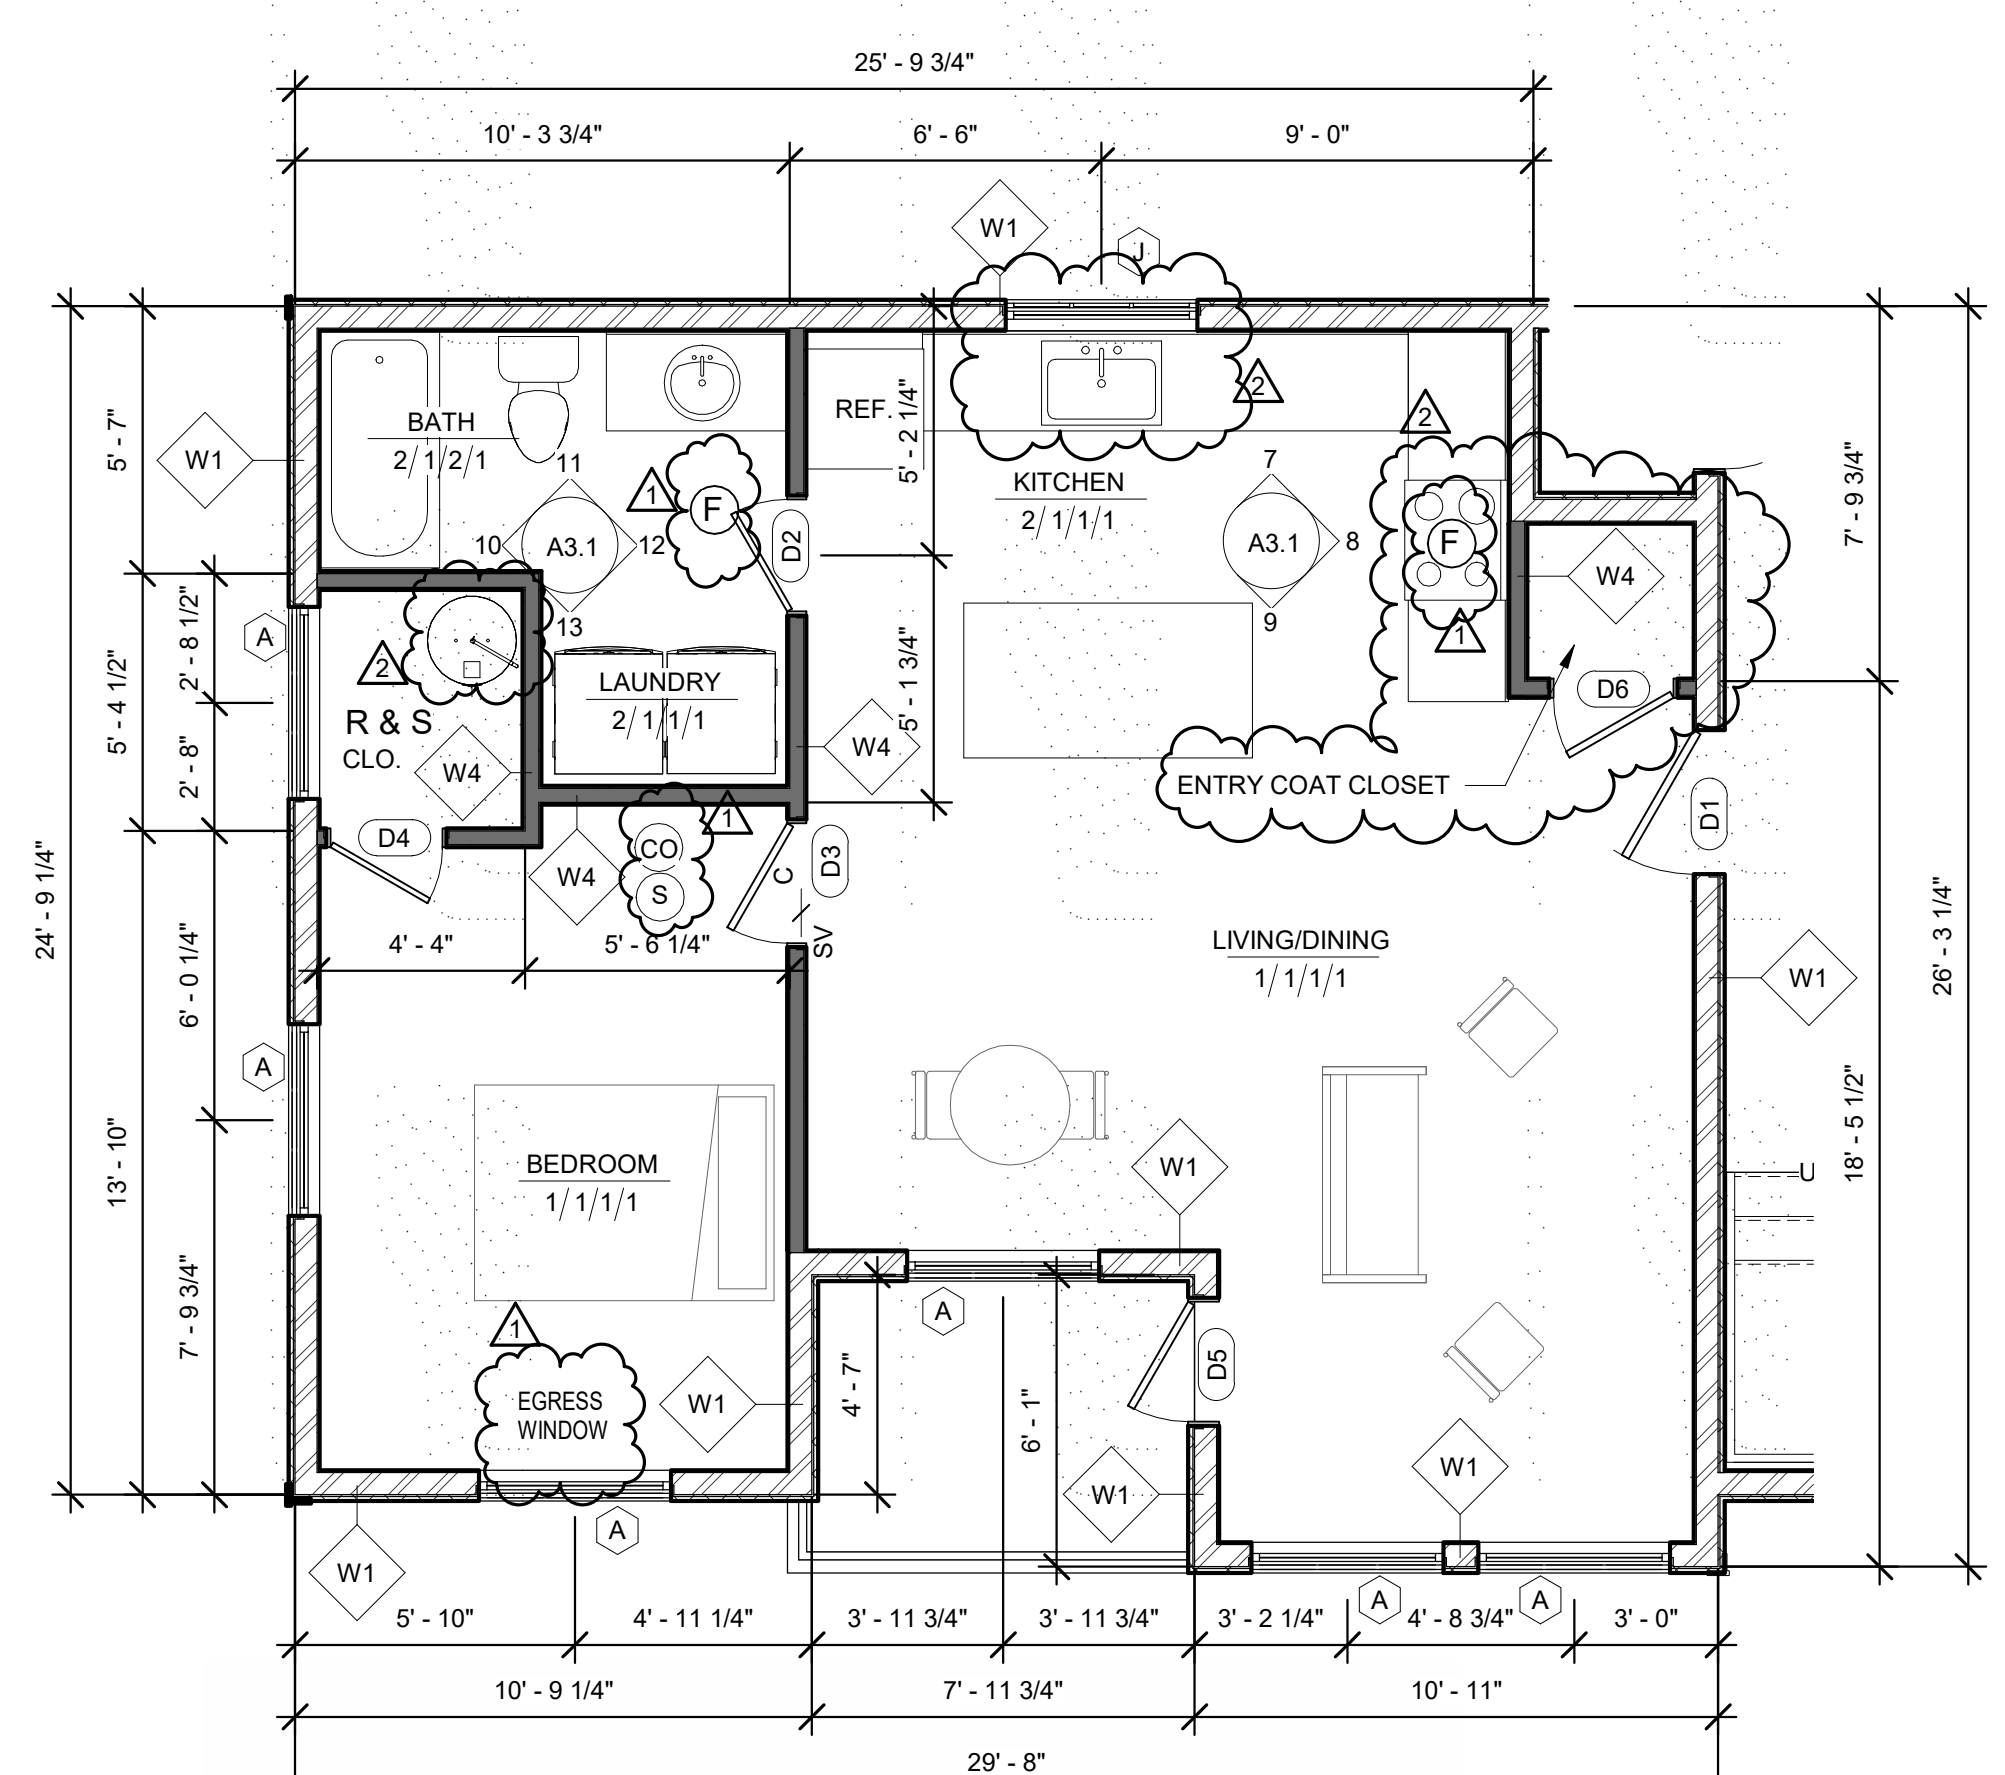 25' - 9 3/4"
10' - 3 3/4"
6' - 6"
9' - 0"
W1
J
5' - 7"
W1
BATH
2/ 1/ 2/ 1
REF.
5' - 2 1/4"
2
2
7' - 9 3/4"
11
1
F
KITCHEN
2/ 1/ 1/ 1
7
10
A3.1
12
D2
A3.1
8
F
W4
13
9
1
A
2' - 8 1/2"
5' - 4 1/2"
2
LAUNDRY
2/ 1/ 1/ 1
5' - 1 3/4"
D6
R & S
CLO.
W4
W4
2' - 8"
ENTRY COAT CLOSET
D1
1
D4
CO
S
W4
C
D3
SV
24' - 9 1/4"
6' - 0 1/4"
4' - 4"
5' - 6 1/4"
LIVING/DINING
1/ 1/ 1/ 1
W1
26' - 3 1/4"
A
13' - 10"
BEDROOM
1/ 1/ 1/ 1
W1
18' - 5 1/2"
U
7' - 9 3/4"
1
A
EGRESS
WINDOW
W1
4' - 7"
6' - 1"
D5
W1
W1
A
W1
A
A
5' - 10"
4' - 11 1/4"
3' - 11 3/4"
3' - 11 3/4"
3' - 2 1/4"
4' - 8 3/4"
3' - 0"
10' - 9 1/4"
7' - 11 3/4"
10' - 11"
29' - 8"